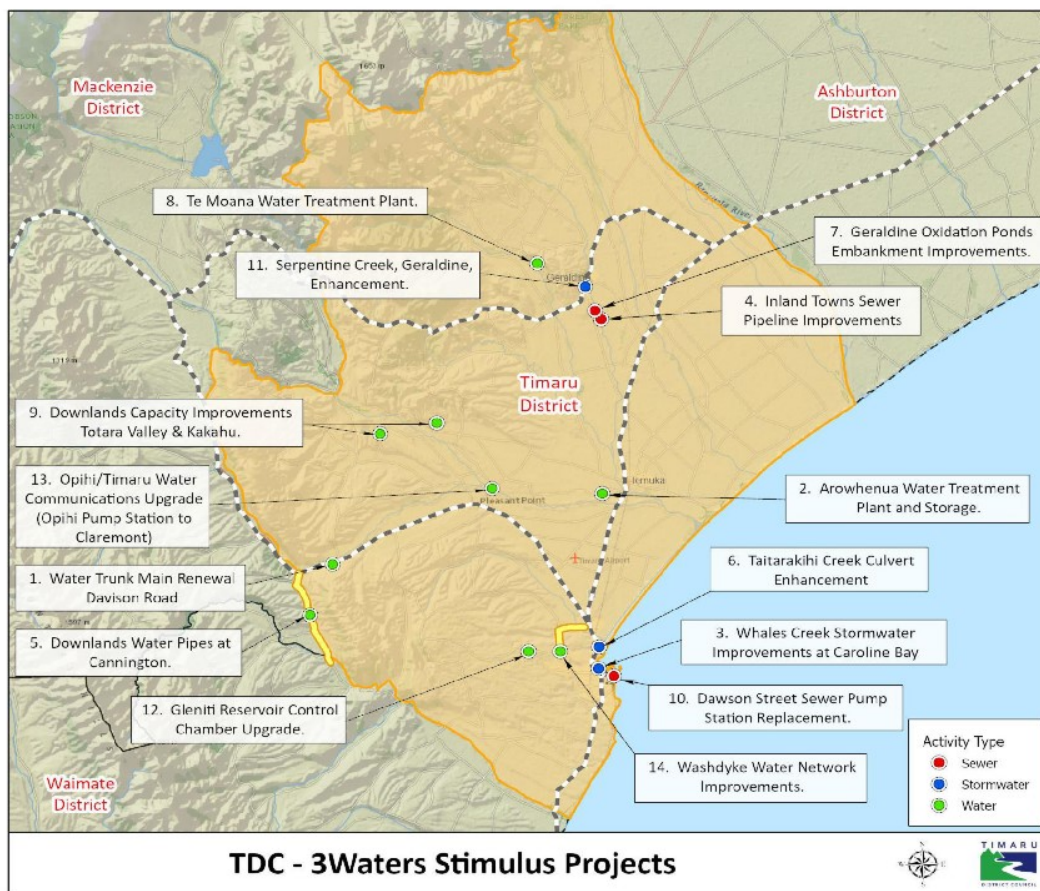 Mackenzie
District
Ashburton
District
Rangitata River
8. Te Moana Water Treatment Plant.
7. Geraldine Oxidation Ponds
Embankment Improvements.
11. Serpentine Creek, Geraldine,
Enhancement.
Geraldine
4. Inland Towns Sewer
Pipeline Improvements
Timaru
District
9. Downlands Capacity Improvements
Totara Valley & Kakahu.
13. Opihi/Timaru Water
Communications Upgrade
(Opihi Pump Station to
Claremont)
Pleasant Point
Temuka
2. Arowhenua Water Treatment
Plant and Storage.
Timaru Airport
1. Water Trunk Main Renewal
Davison Road
6. Taitarakihi Creek Culvert
Enhancement
5. Downlands Water Pipes at
Cannington.
3. Whales Creek Stormwater
Improvements at Caroline Bay
12. Gleniti Reservoir Control
Chamber Upgrade.
10. Dawson Street Sewer Pump
Station Replacement.
14. Washdyke Water Network
Improvements.
Waimate
District
Activity Type
Sewer
Stormwater
Water
TDC - 3Waters Stimulus Projects
N
TIMARU
DISTRICT COUNCIL